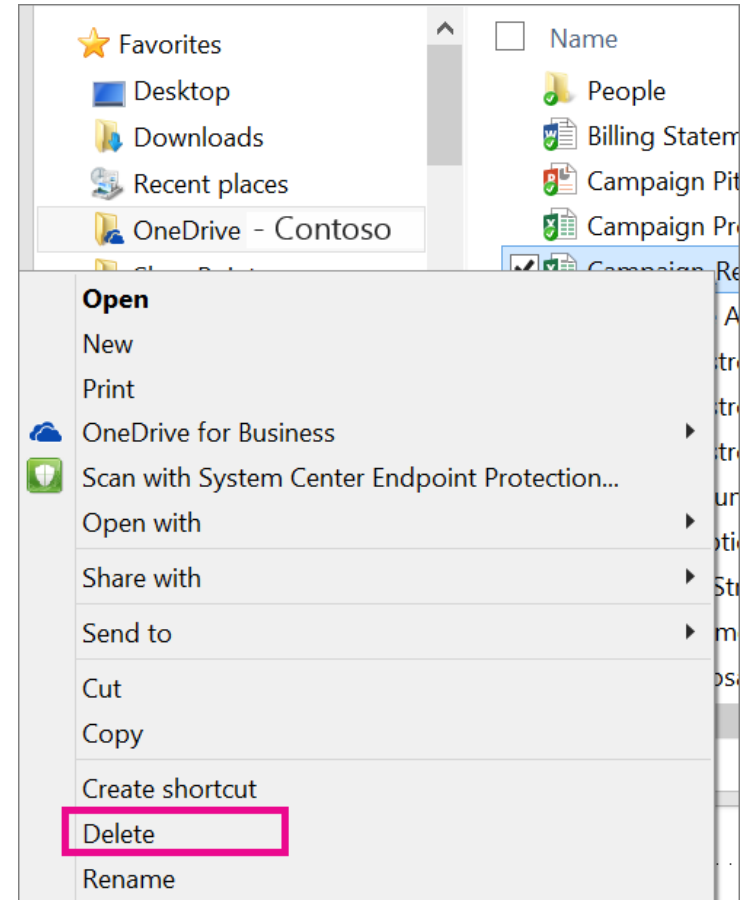 Favorites
Desktop
Downloads
Recent places
OneDrive - Contoso
Name
People
Billing Statem
Campaign Pit
Campaign Pr
Campaign Re
Open
New
Print
OneDrive for Business
Scan with System Center Endpoint Protection...
Open with
Share with
Send to
Cut
Copy
Create shortcut
Delete
Rename